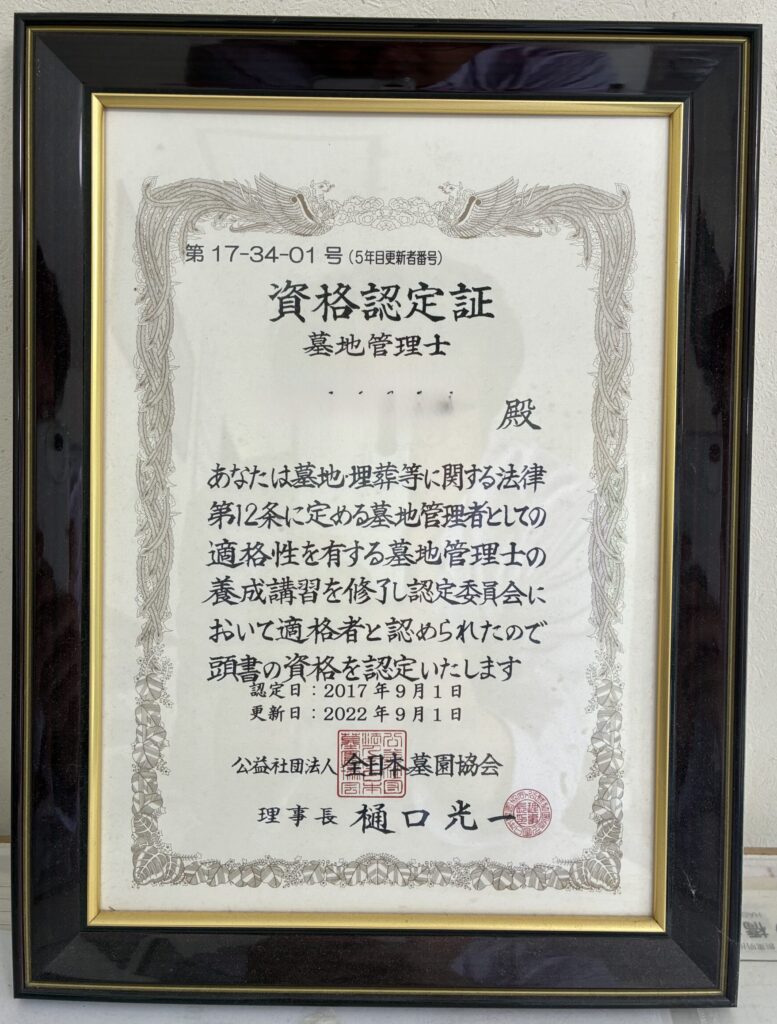 第17-34-01号(5年目更新者番号)
資格認定証
墓地管理士
殿
あなたは墓地・埋葬等に関する法律
第12条に定める墓地管理者としての
適格性を有する墓地管理士の
養成講習を修了し認定委員会に
おいて適格者と認められたので
頭書の資格を認定いたします
認定日:2017年9月1日
更新日:2022年9月1日
公益社団法人 全日本墓園協会
理事長 樋口光一